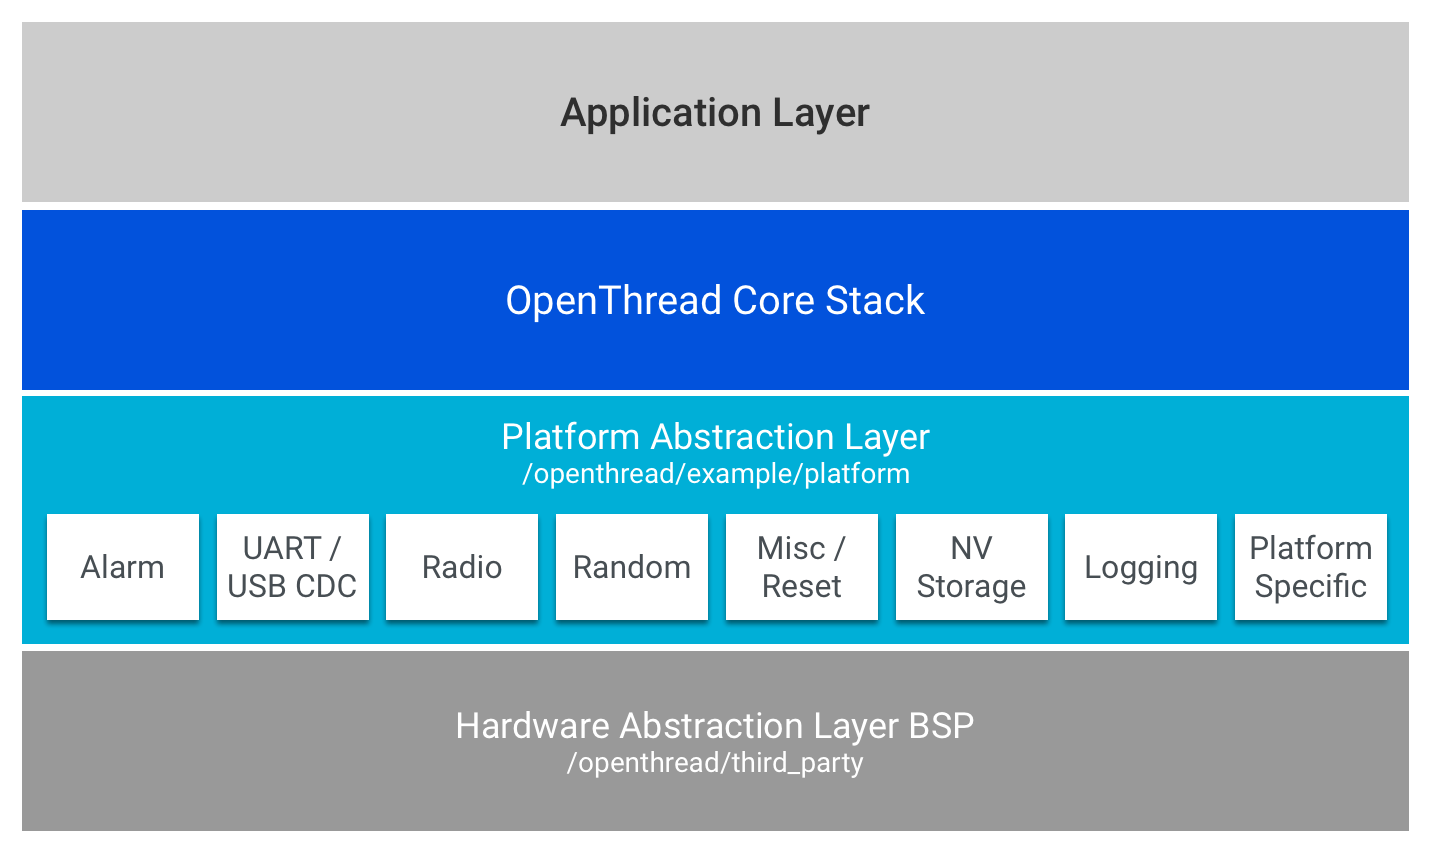 Application Layer
OpenThread Core Stack
Platform Abstraction Layer
/openthread/example/platform
Alarm
UART /
USB CDC
Radio
Random
Misc /
Reset
NV
Storage
Logging
Platform
Specific
Hardware Abstraction Layer BSP
/openthread/third_party